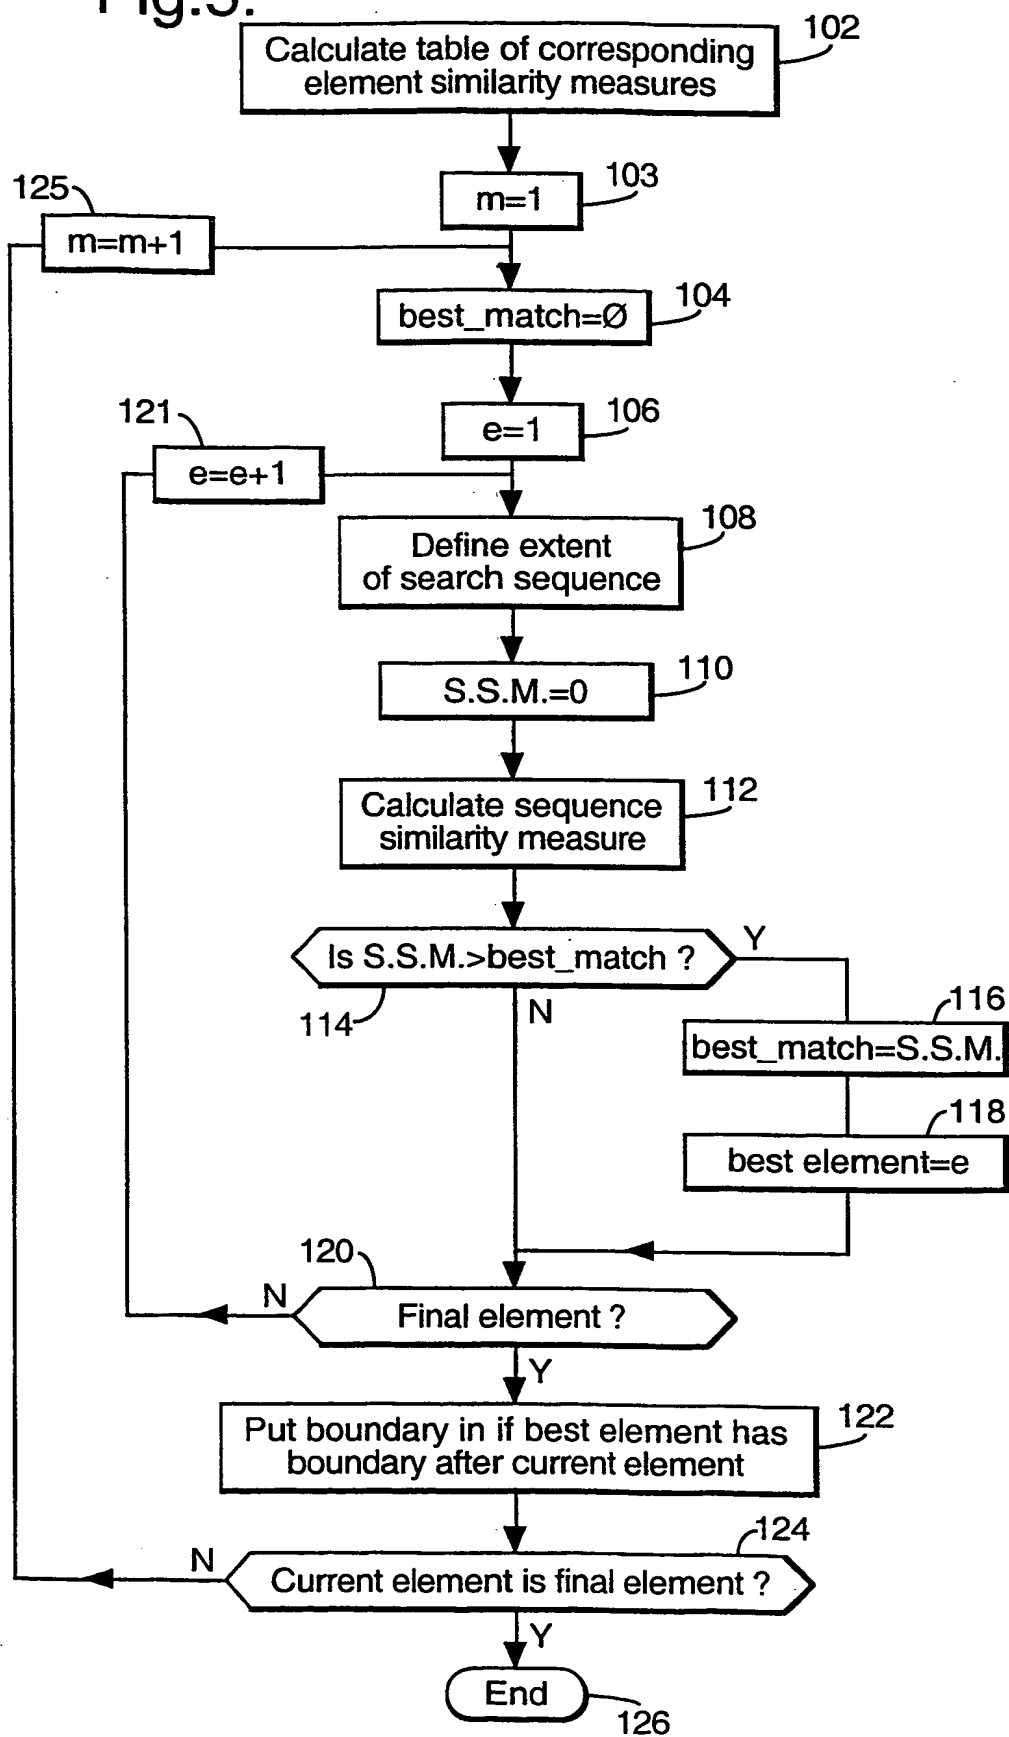 Fig.3.
102
Calculate table of corresponding
element similarity measures
103
m=1
125
m=m+1
104
best_match=Ø
106
e=1
121
e=e+1
108
Define extent
of search sequence
110
S.S.M.=0
112
Calculate sequence
similarity measure
Is S.S.M.>best_match ?
Y
114
N
116
best_match=S.S.M.
118
best element=e
120
N
Final element ?
Y
122
Put boundary in if best element has
boundary after current element
124
N
Current element is final element ?
Y
End
126